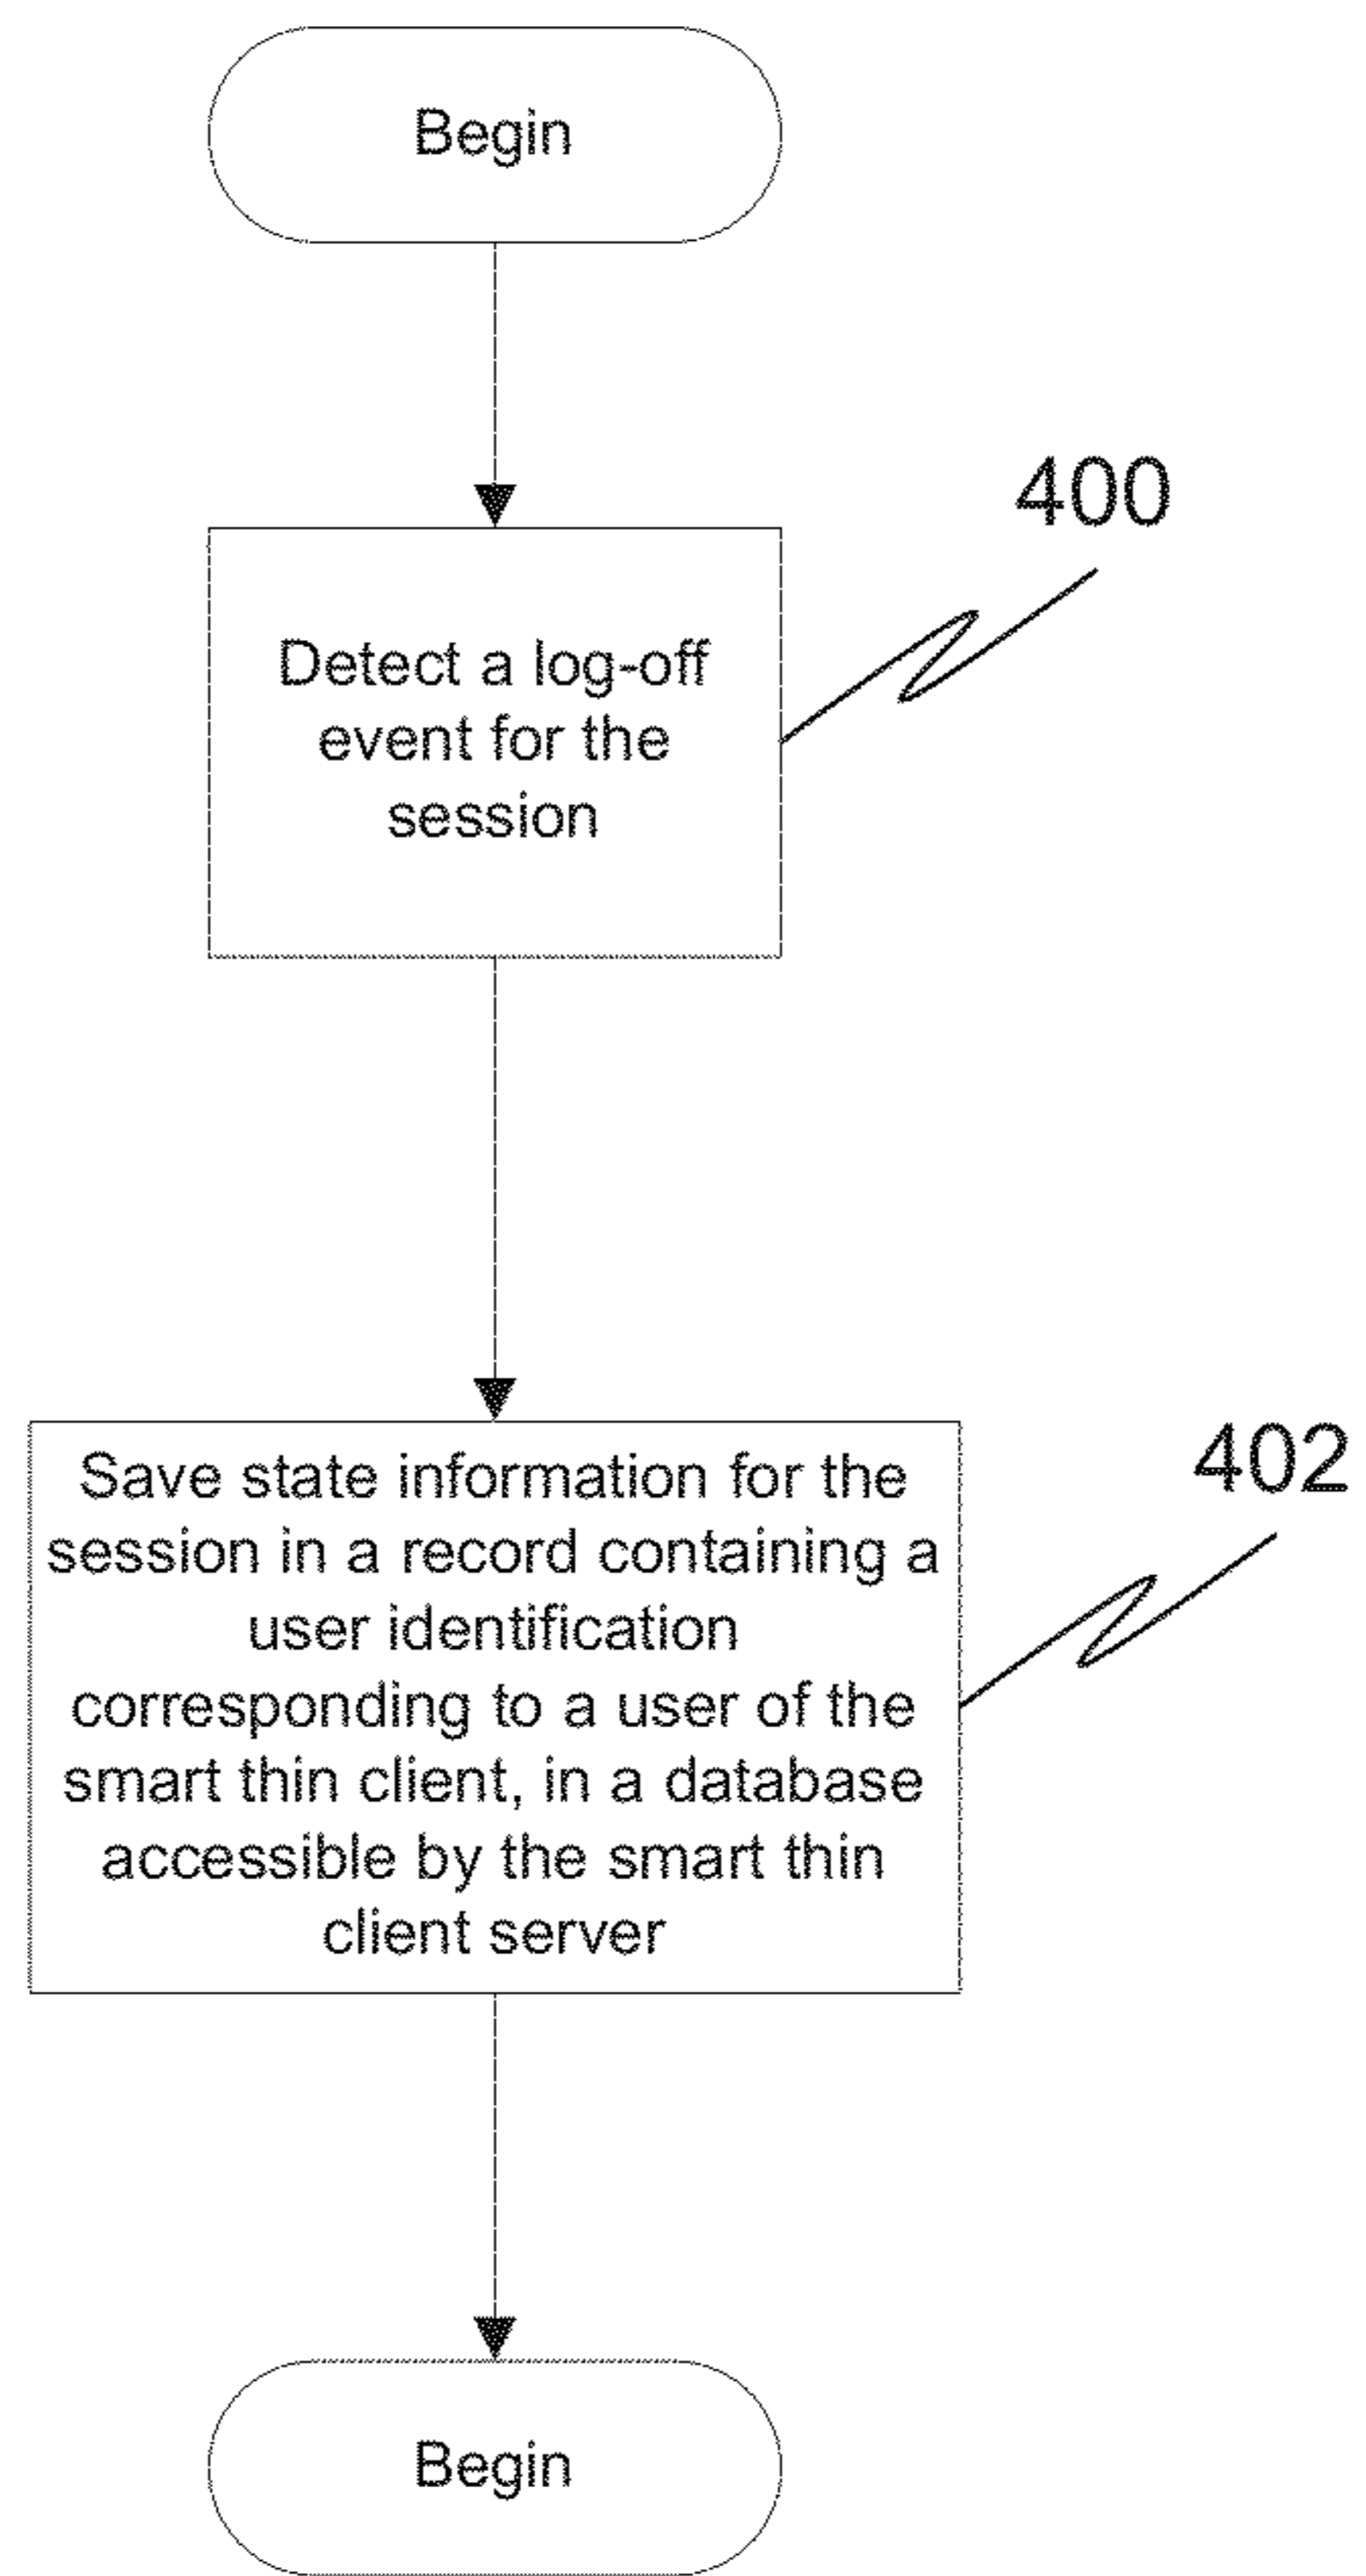 Begin
400
Detect a log-off
event for the
session
402
Save state information for the
session in a record containing a
user identification
corresponding to a user of the
smart thin client, in a database
accessible by the smart thin
client server
Begin